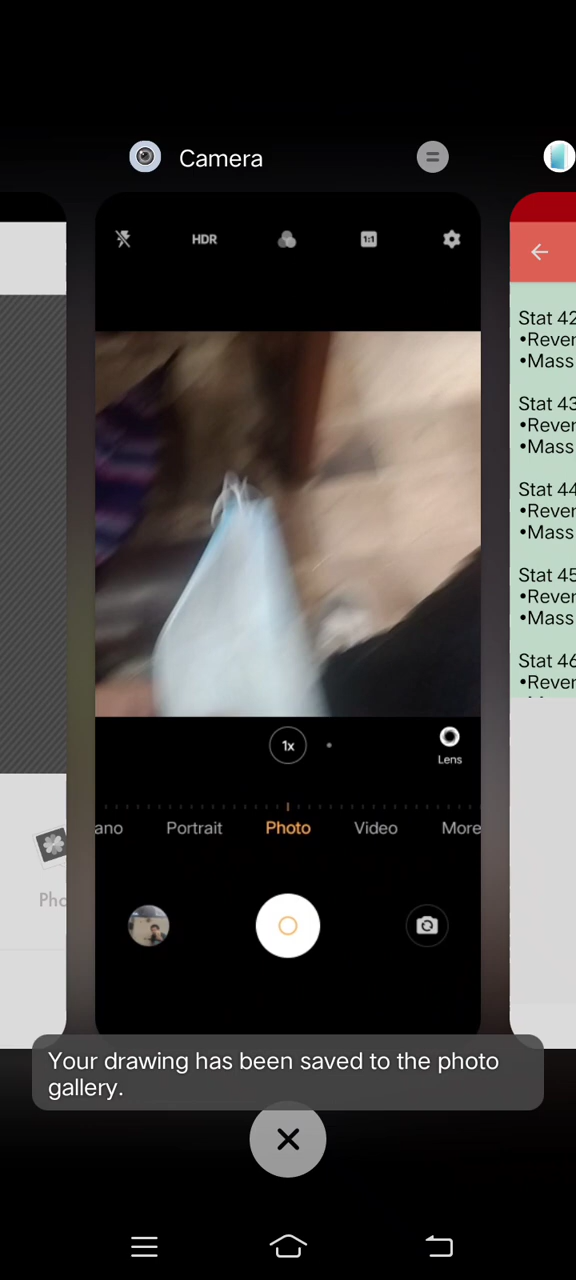 Camera
HDR
1:1
Stat 42
•Rever
•Mass
Stat 43
•Rever
•Mass
Stat 44
•Rever
•Mass
Stat 45
•Rever
•Mass
Stat 46
•Rever
1x
Lens
ano Portrait Photo Video More
Pho
Your drawing has been saved to the photo
gallery.